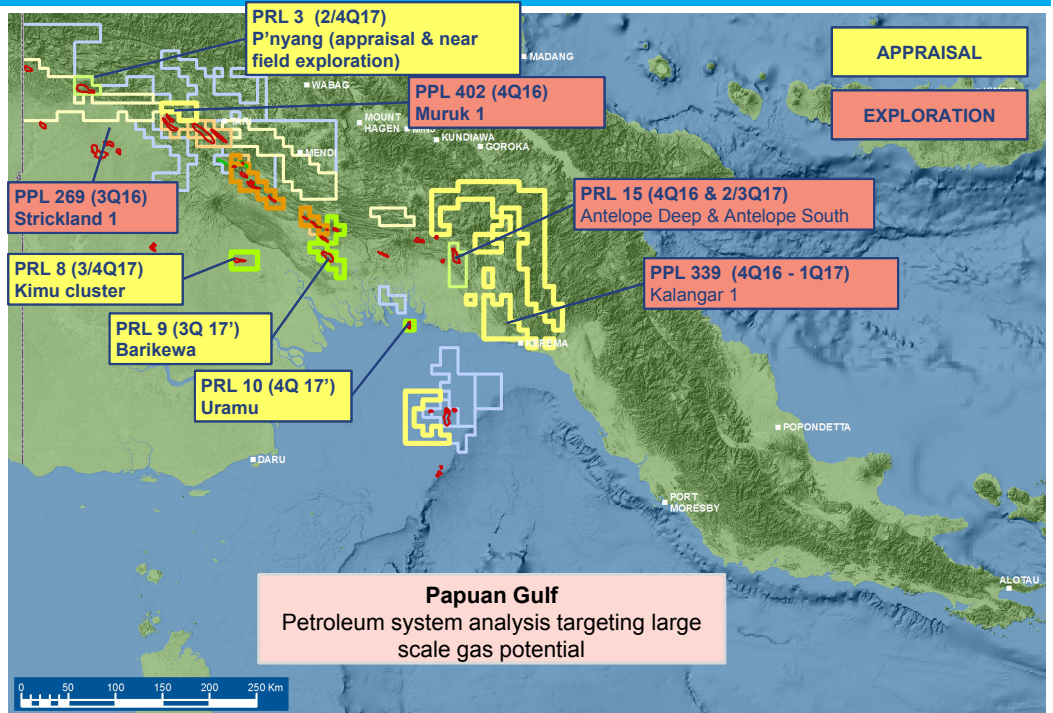 PRL 3 (2/4Q17)
P'nyang (appraisal & near
field exploration)
MADANG
APPRAISAL
WABAG
PPL 402 (4Q16)
Muruk 1
EXPLORATION
MOUNT
HAGEN
KUNDIAWA
GOROKA
MENDI
PPL 269 (3Q16)
Strickland 1
PRL 15 (4Q16 & 2/3Q17)
Antelope Deep & Antelope South
PRL 8 (3/4Q17)
Kimu cluster
PPL 339 (4Q16 - 1Q17)
Kalangar 1
PRL 9 (3Q 17')
Barikewa
PRL 10 (4Q 17')
Uramu
POPONDETTA
DARU
PORT
MORESBY
Papuan Gulf
Petroleum system analysis targeting large
scale gas potential
ALOTAU
0 50 100 150 200 250 Km